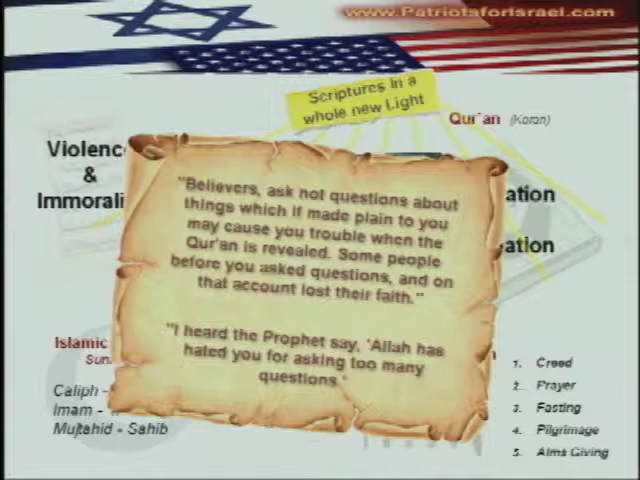 www.PatriotsforIsrael.com
Scriptures in a
whole new Light
Qur'an (Koran)
Violenc
&
Immorali
ation
ation
"Believers, ask not questions about
things which if made plain to you
may cause you trouble when the
Qur'an is revealed. Some people
before you asked questions, and on
that account lost their faith."
"I heard the Prophet say, 'Allah has
hated you for asking too many
questions.'
Islamic
Sun
Caliph -
Imam -
Mujtahid - Sahib
1. Creed
2. Prayer
3. Fasting
4. Pilgrimage
5. Alms Giving